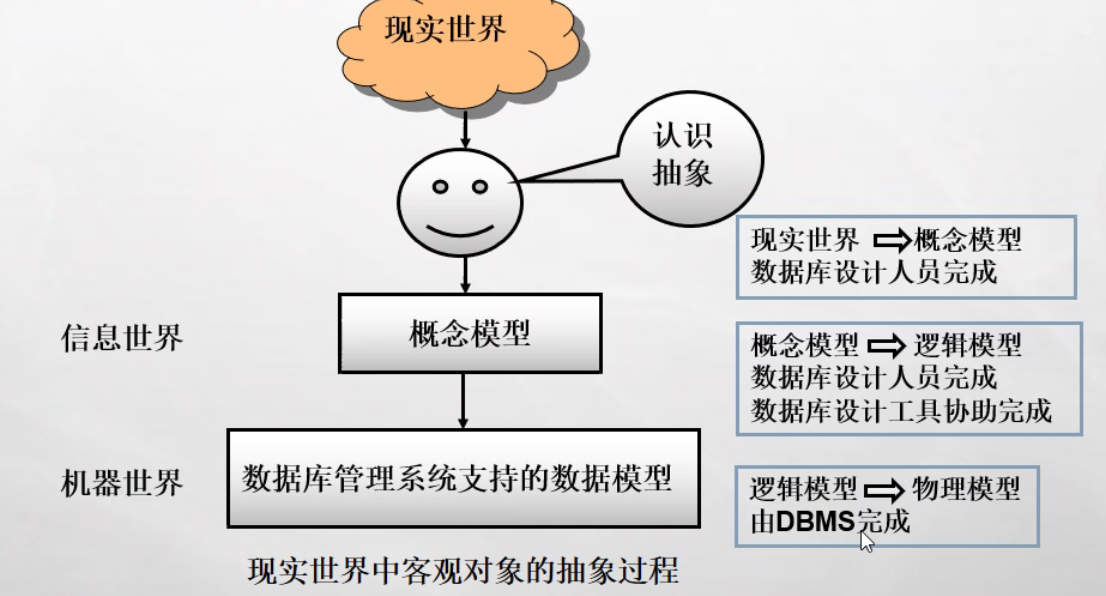 现实世界
认识
抽象
现实世界 概念模型
数据库设计人员完成
信息世界
概念模型
概念模型 逻辑模型
数据库设计人员完成
数据库设计工具协助完成
机器世界
数据库管理系统支持的数据模型
逻辑模型 物理模型
由DBMS完成
现实世界中客观对象的抽象过程